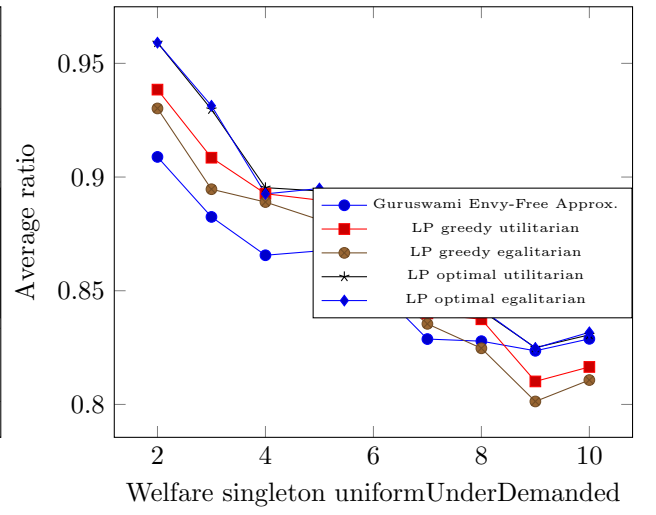 0.95
0.9
0.85
0.8
Average ratio
Guruswami Envy-Free Approx.
LP greedy utilitarian
LP greedy egalitarian
LP optimal utilitarian
LP optimal egalitarian
2 4 6 8 10
Welfare singleton uniformUnderDemanded